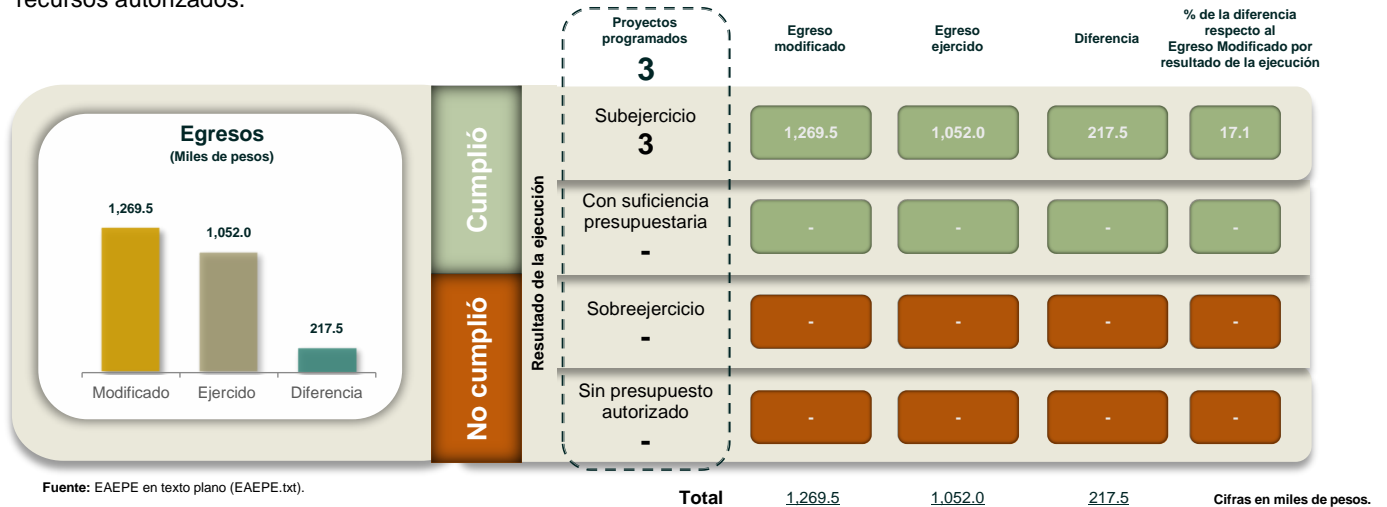 recursos autorizados.
Proyectos
programados
3
Egreso
modificado
Egreso
ejercido
Diferencia
% de la diferencia
respecto al
Egreso Modificado por
resultado de la ejecución
Egresos
(Miles de pesos)
1,269.5
1,052.0
217.5
Modificado
Ejercido
Diferencia
Cumplió
No cumplió
Resultado de la ejecución
Subejercicio
3
1,269.5
1,052.0
217.5
17.1
Con suficiencia
presupuestaria
-
-
-
-
-
Sobreejercicio
-
-
-
-
-
Sin presupuesto
autorizado
-
-
-
-
-
Fuente: EAEPE en texto plano (EAEPE.txt).
Total 1,269.5 1,052.0 217.5 Cifras en miles de pesos.